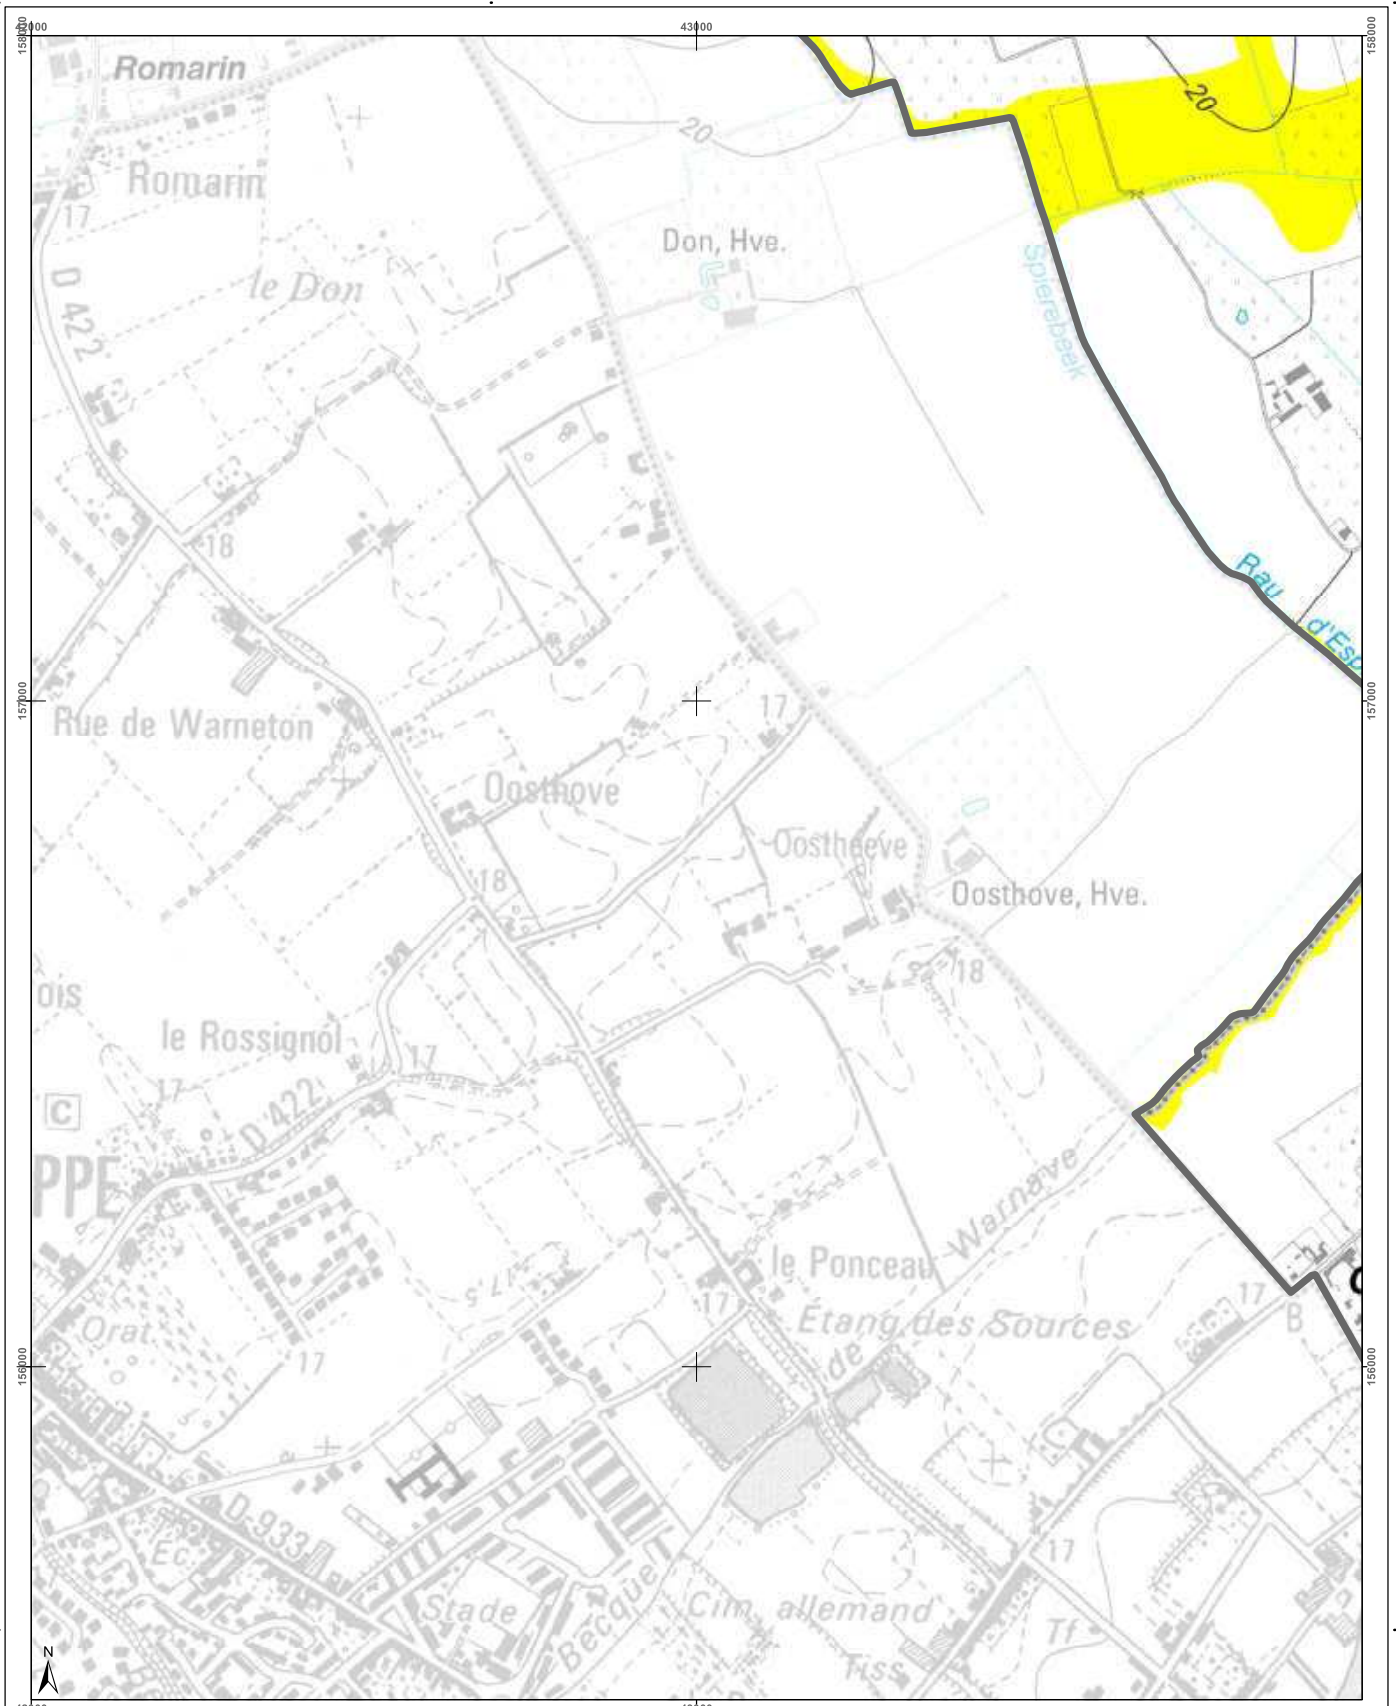 42000
43000
158000
158000
Romarin
20
20
Romarin
17
Don, Hve.
D 422
le Don
Spierebeek
18
Rau
d'Esp
157000
157000
17
Rue de Warneton
Oosthove
Oostheeve
18
Oosthove, Hve.
18
ois
le Rossignol
17
17
C
D 422
PPE
Warnave
le Ponceau
17.5
17
17
B
Orat.
Étang des Sources
17
de
156000
156000
F
D 933
Éc.
17
Stade
Becque
Cim. allemand
Tf
Tiss.
N